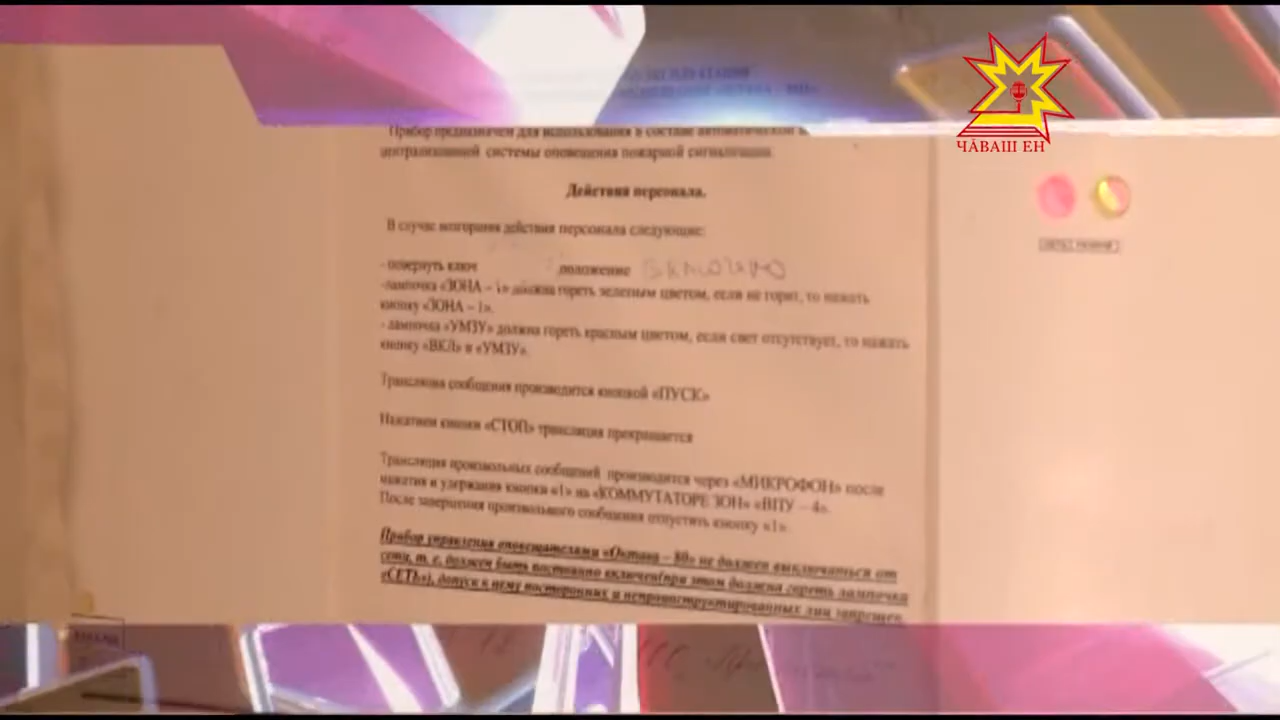 ЧӐВАШ ЕН
Прибор предназначен для использования в составе автоматической
централизованной системы оповещения пожарной сигнализации.
Действия персонала.
В случае возгорания действия персонала следующие:
- повернуть ключ положение включено
-лампочка «ЗОНА – 1» должна гореть зеленым цветом, если не горит, то нажать
кнопку «ЗОНА – 1».
- лампочка «УМЗУ» должна гореть красным цветом, если свет отсутствует, то нажать
кнопку «ВКЛ» и «УМЗУ».
Трансляция сообщения производится кнопкой «ПУСК»
Нажатием кнопки «СТОП» трансляция прекращается
Трансляция произвольных сообщений производится через «МИКРОФОН» после
нажатия и удержания кнопки «1» на «КОММУТАТОРЕ ЗОН» «ВПУ – 4».
После завершения произвольного сообщения отпустить кнопку «1».
Прибор управления оповещателями «Октава – 80» не должен выключаться от
сети, т. е. должен быть постоянно включен(при этом должна гореть лампочка
«СЕТЬ»), допуск к нему посторонних и непроинструктированных лиц запрещен.